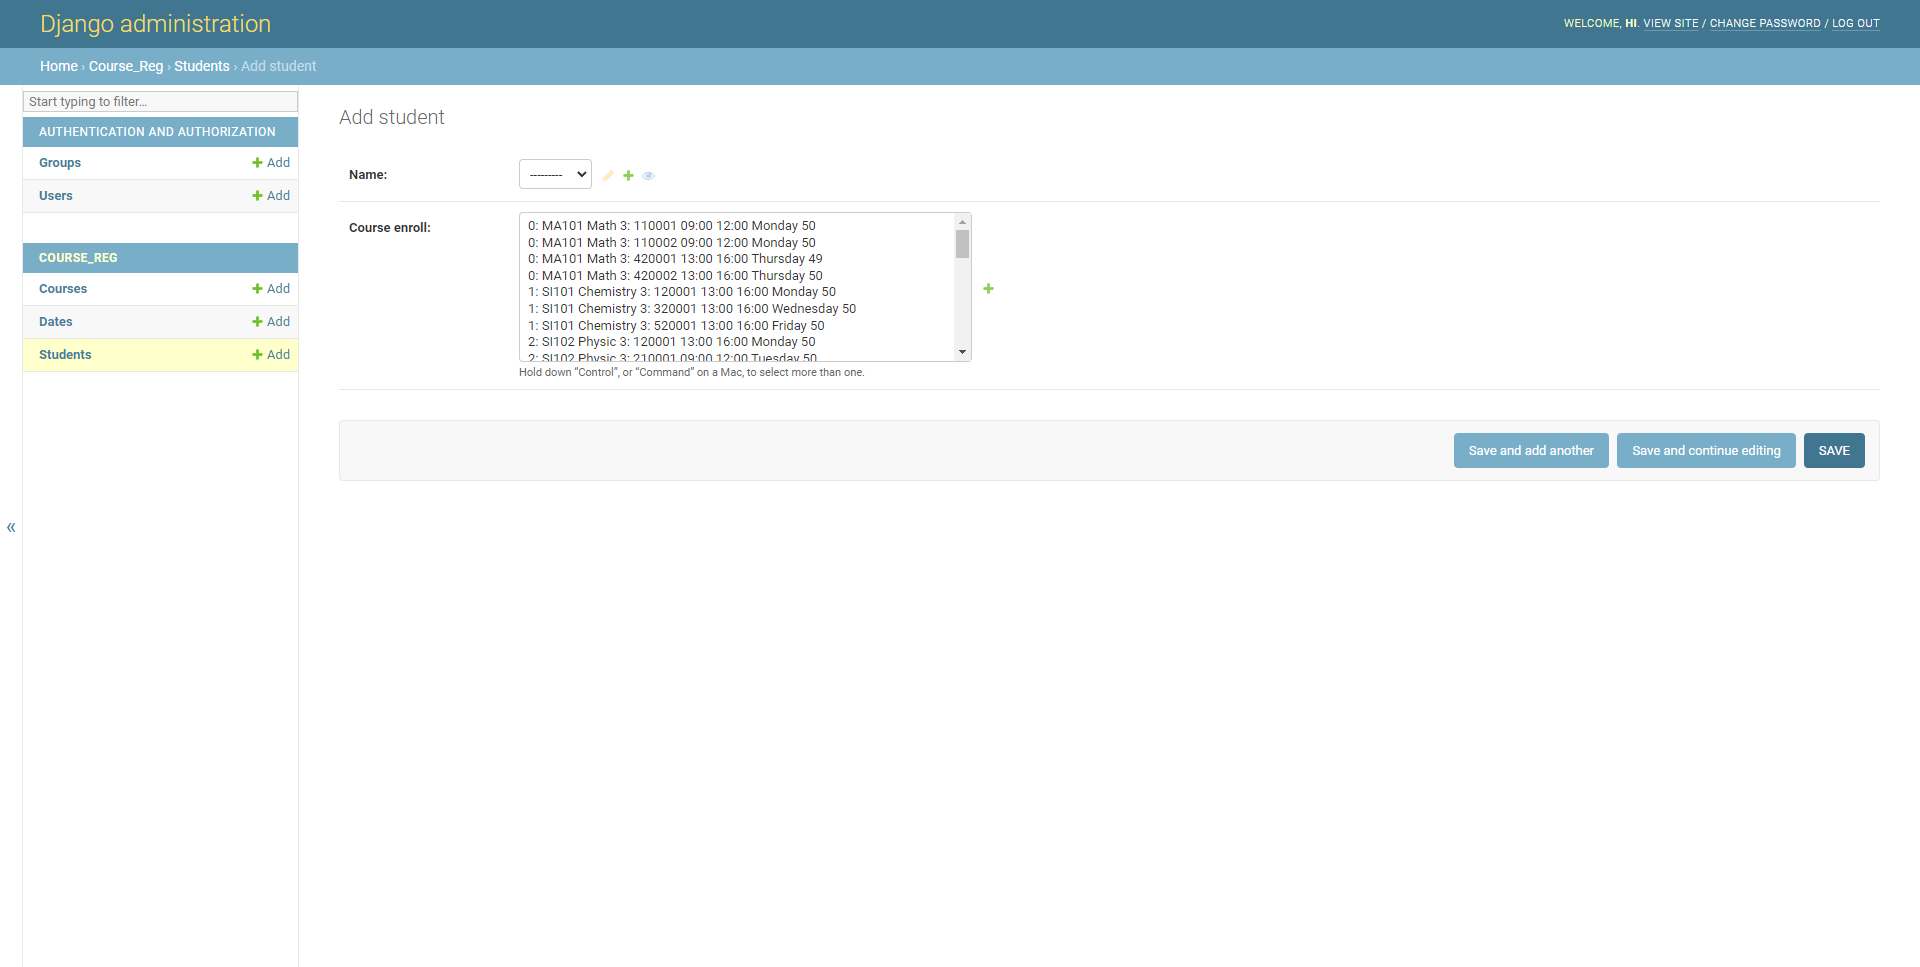 Django administration
WELCOME, HI. VIEW SITE / CHANGE PASSWORD / LOG OUT
Home › Course_Reg › Students › Add student
Start typing to filter...
AUTHENTICATION AND AUTHORIZATION
Groups + Add
Users + Add
COURSE_REG
Courses + Add
Dates + Add
Students + Add
«
Add student
Name: ---------
Course enroll:
0: MA101 Math 3: 110001 09:00 12:00 Monday 50
0: MA101 Math 3: 110002 09:00 12:00 Monday 50
0: MA101 Math 3: 420001 13:00 16:00 Thursday 49
0: MA101 Math 3: 420002 13:00 16:00 Thursday 50
1: SI101 Chemistry 3: 120001 13:00 16:00 Monday 50
1: SI101 Chemistry 3: 320001 13:00 16:00 Wednesday 50
1: SI101 Chemistry 3: 520001 13:00 16:00 Friday 50
2: SI102 Physic 3: 120001 13:00 16:00 Monday 50
2: SI102 Physic 3: 210001 09:00 12:00 Tuesday 50
Hold down “Control”, or “Command” on a Mac, to select more than one.
Save and add another
Save and continue editing
SAVE